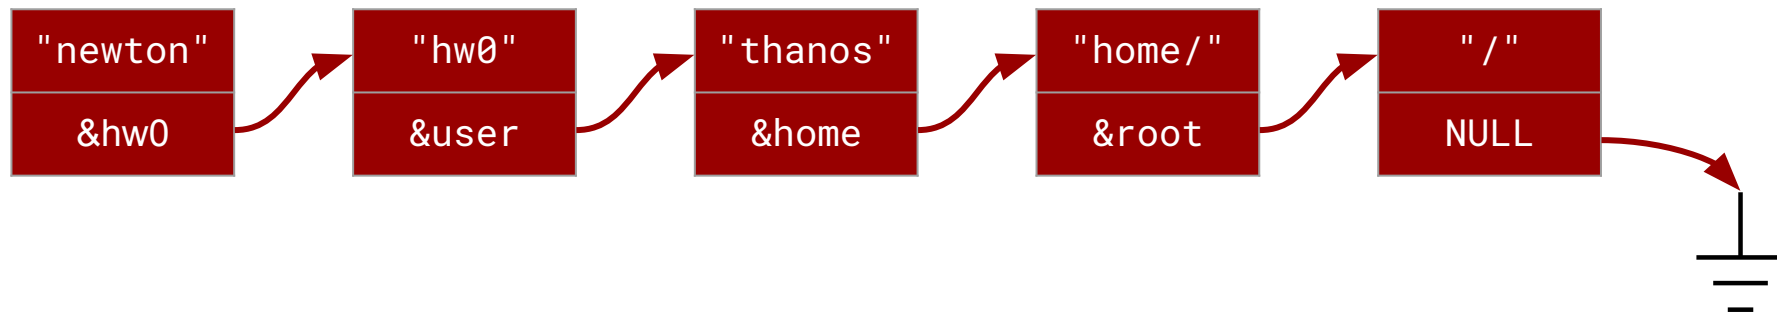 "newton"
&hw0
"hw0"
&user
"thanos"
&home
"home/"
&root
"/"
NULL